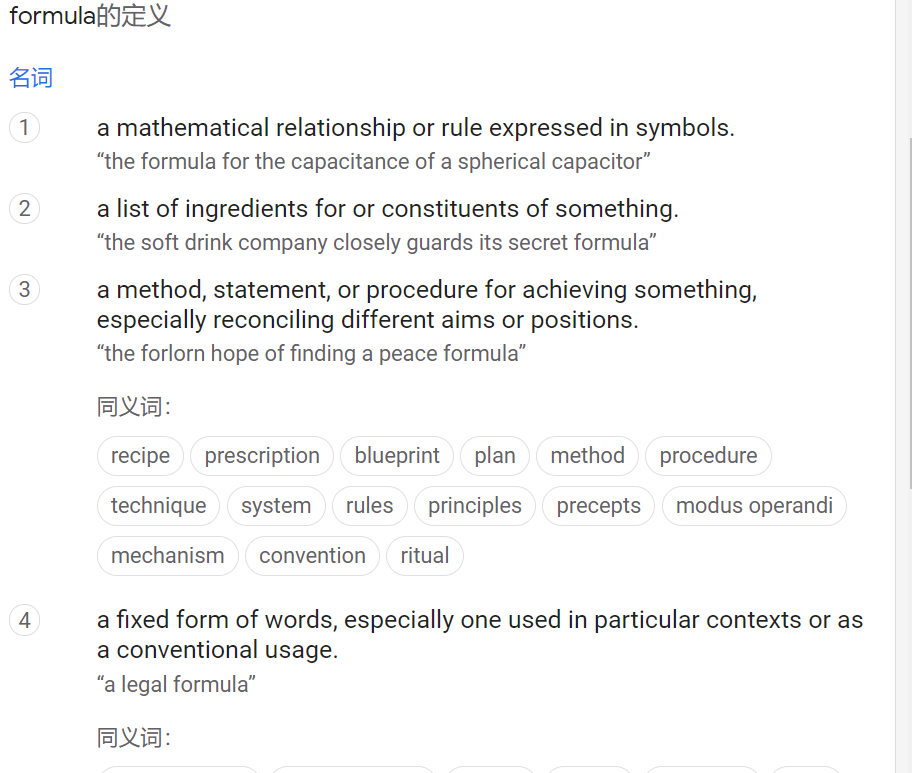 formula的定义
名词
1
a mathematical relationship or rule expressed in symbols.
“the formula for the capacitance of a spherical capacitor”
2
a list of ingredients for or constituents of something.
“the soft drink company closely guards its secret formula”
3
a method, statement, or procedure for achieving something,
especially reconciling different aims or positions.
“the forlorn hope of finding a peace formula”
同义词：
recipe prescription blueprint plan method procedure
technique system rules principles precepts modus operandi
mechanism convention ritual
4
a fixed form of words, especially one used in particular contexts or as
a conventional usage.
“a legal formula”
同义词：